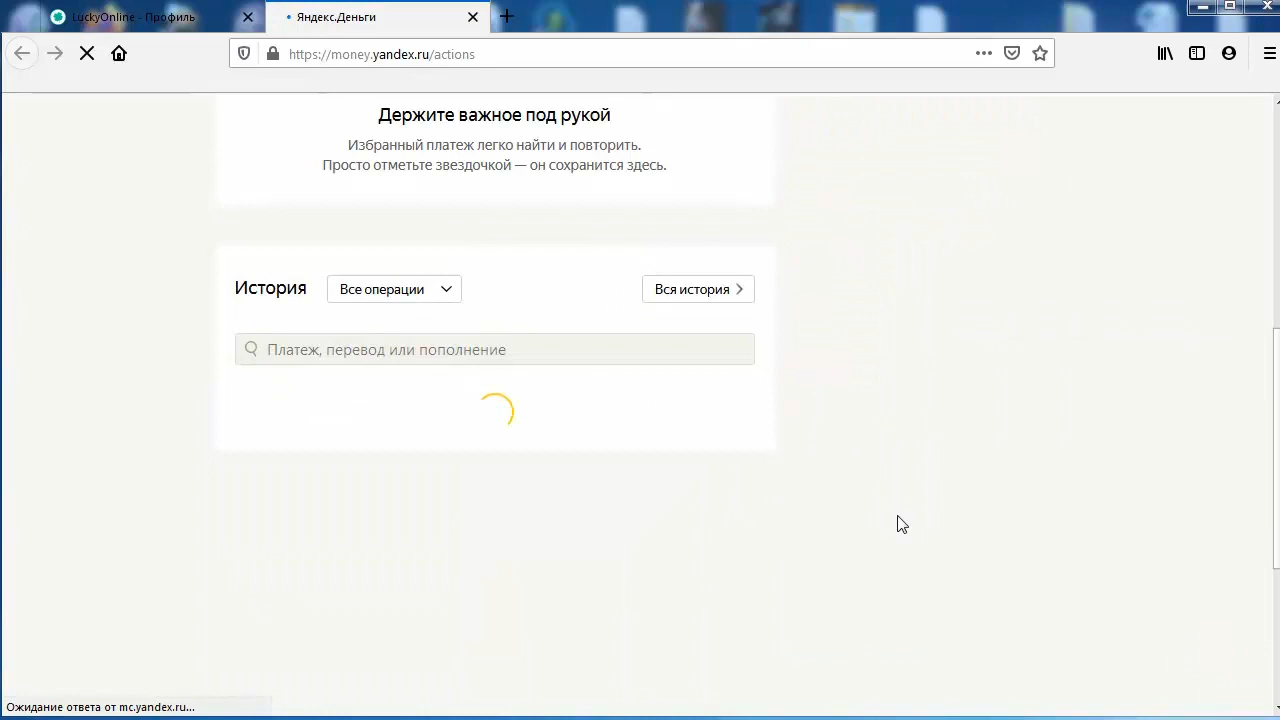 LuckyOnline - Профиль
Яндекс.Деньги
https://money.yandex.ru/actions
Держите важное под рукой
Избранный платеж легко найти и повторить.
Просто отметьте звездочкой — он сохранится здесь.
История
Все операции
Вся история
Платеж, перевод или пополнение
Ожидание ответа от mc.yandex.ru...